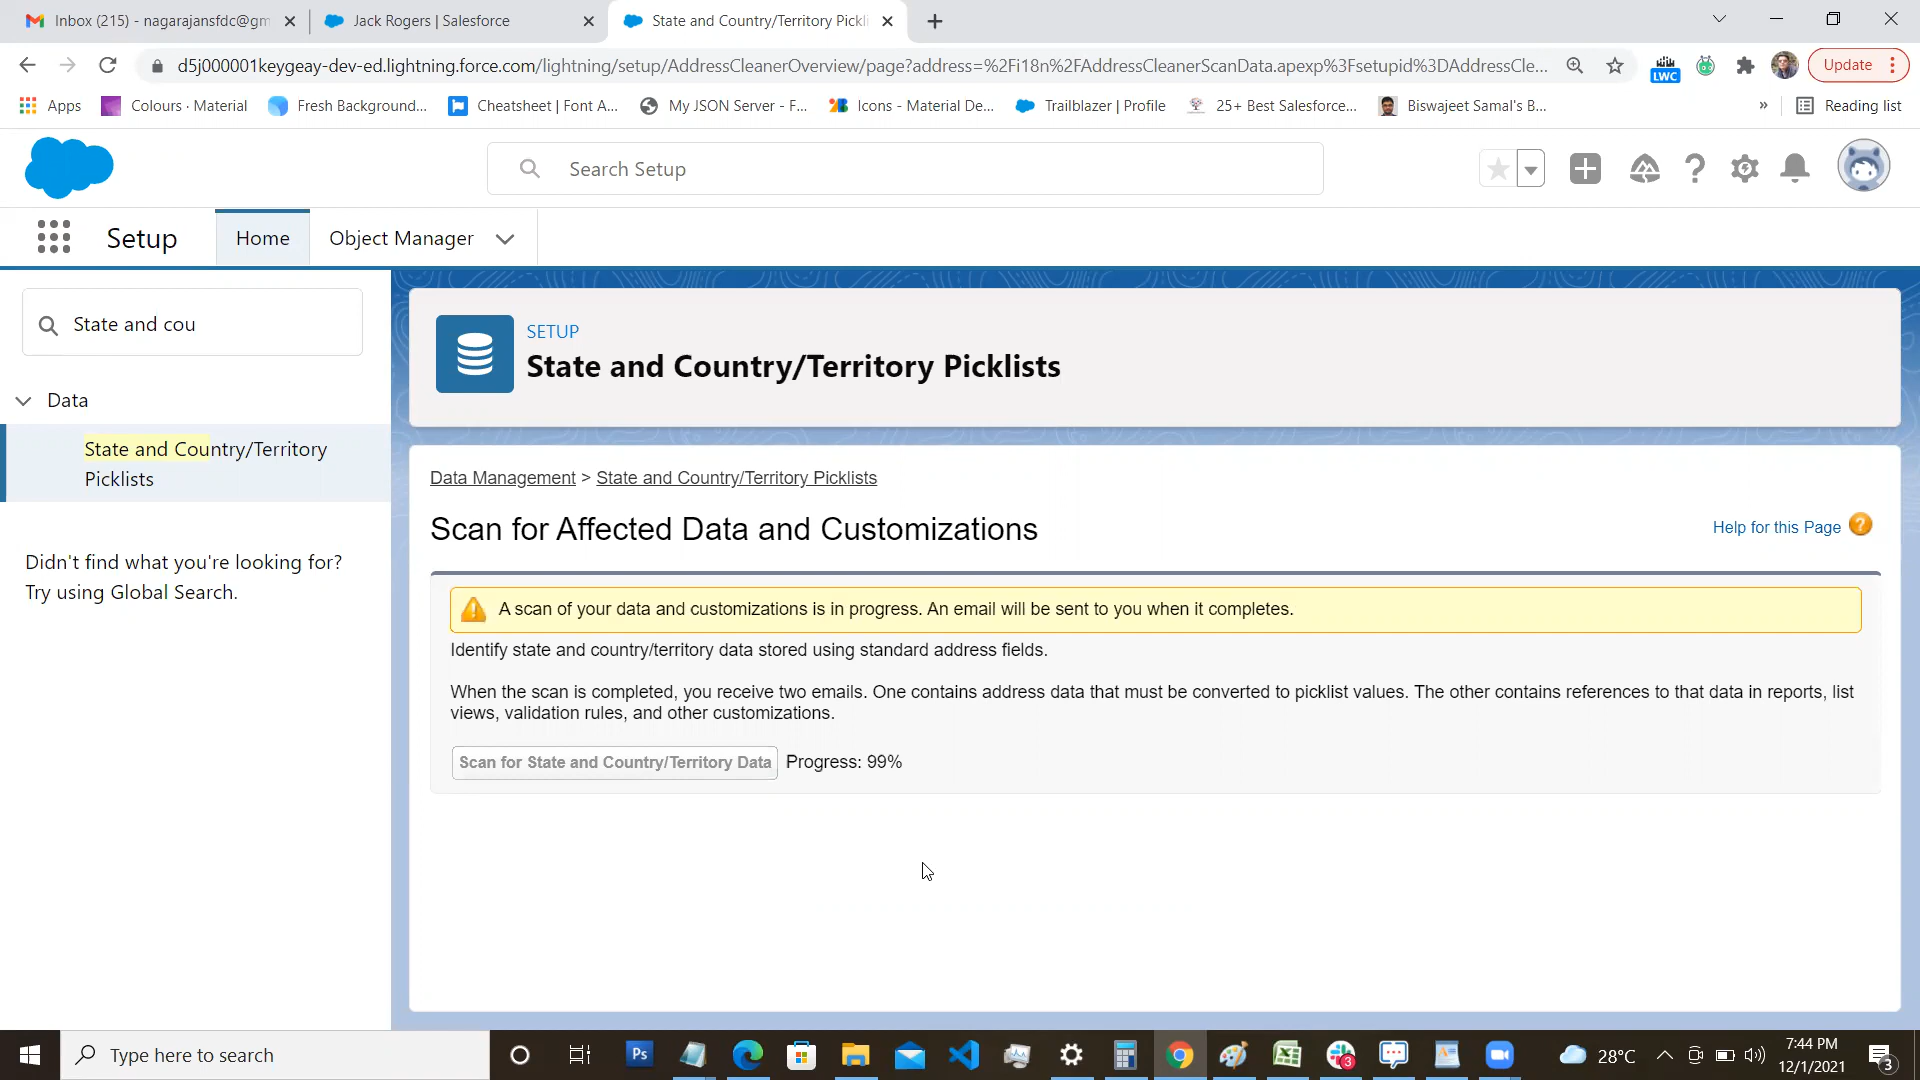 Inbox (215) - nagarajansfdc@gm
Jack Rogers | Salesforce
State and Country/Territory Pickli
d5j000001keygeay-dev-ed.lightning.force.com/lightning/setup/AddressCleanerOverview/page?address=%2Fi18n%2FAddressCleanerScanData.apexp%3Fsetupid%3DAddressCle...
LWC
Update
Apps
Colours · Material
Fresh Background...
Cheatsheet | Font A...
My JSON Server - F...
Icons - Material De...
Trailblazer | Profile
25+ Best Salesforce...
Biswajeet Samal's B...
»
Reading list
Search Setup
Setup
Home
Object Manager
State and cou
Data
State and Country/Territory
Picklists
Didn't find what you're looking for?
Try using Global Search.
SETUP
State and Country/Territory Picklists
Data Management > State and Country/Territory Picklists
Scan for Affected Data and Customizations
Help for this Page
A scan of your data and customizations is in progress. An email will be sent to you when it completes.
Identify state and country/territory data stored using standard address fields.
When the scan is completed, you receive two emails. One contains address data that must be converted to picklist values. The other contains references to that data in reports, list
views, validation rules, and other customizations.
Scan for State and Country/Territory Data Progress: 99%
Type here to search
Ps
3
28°C
7:44 PM
12/1/2021
3